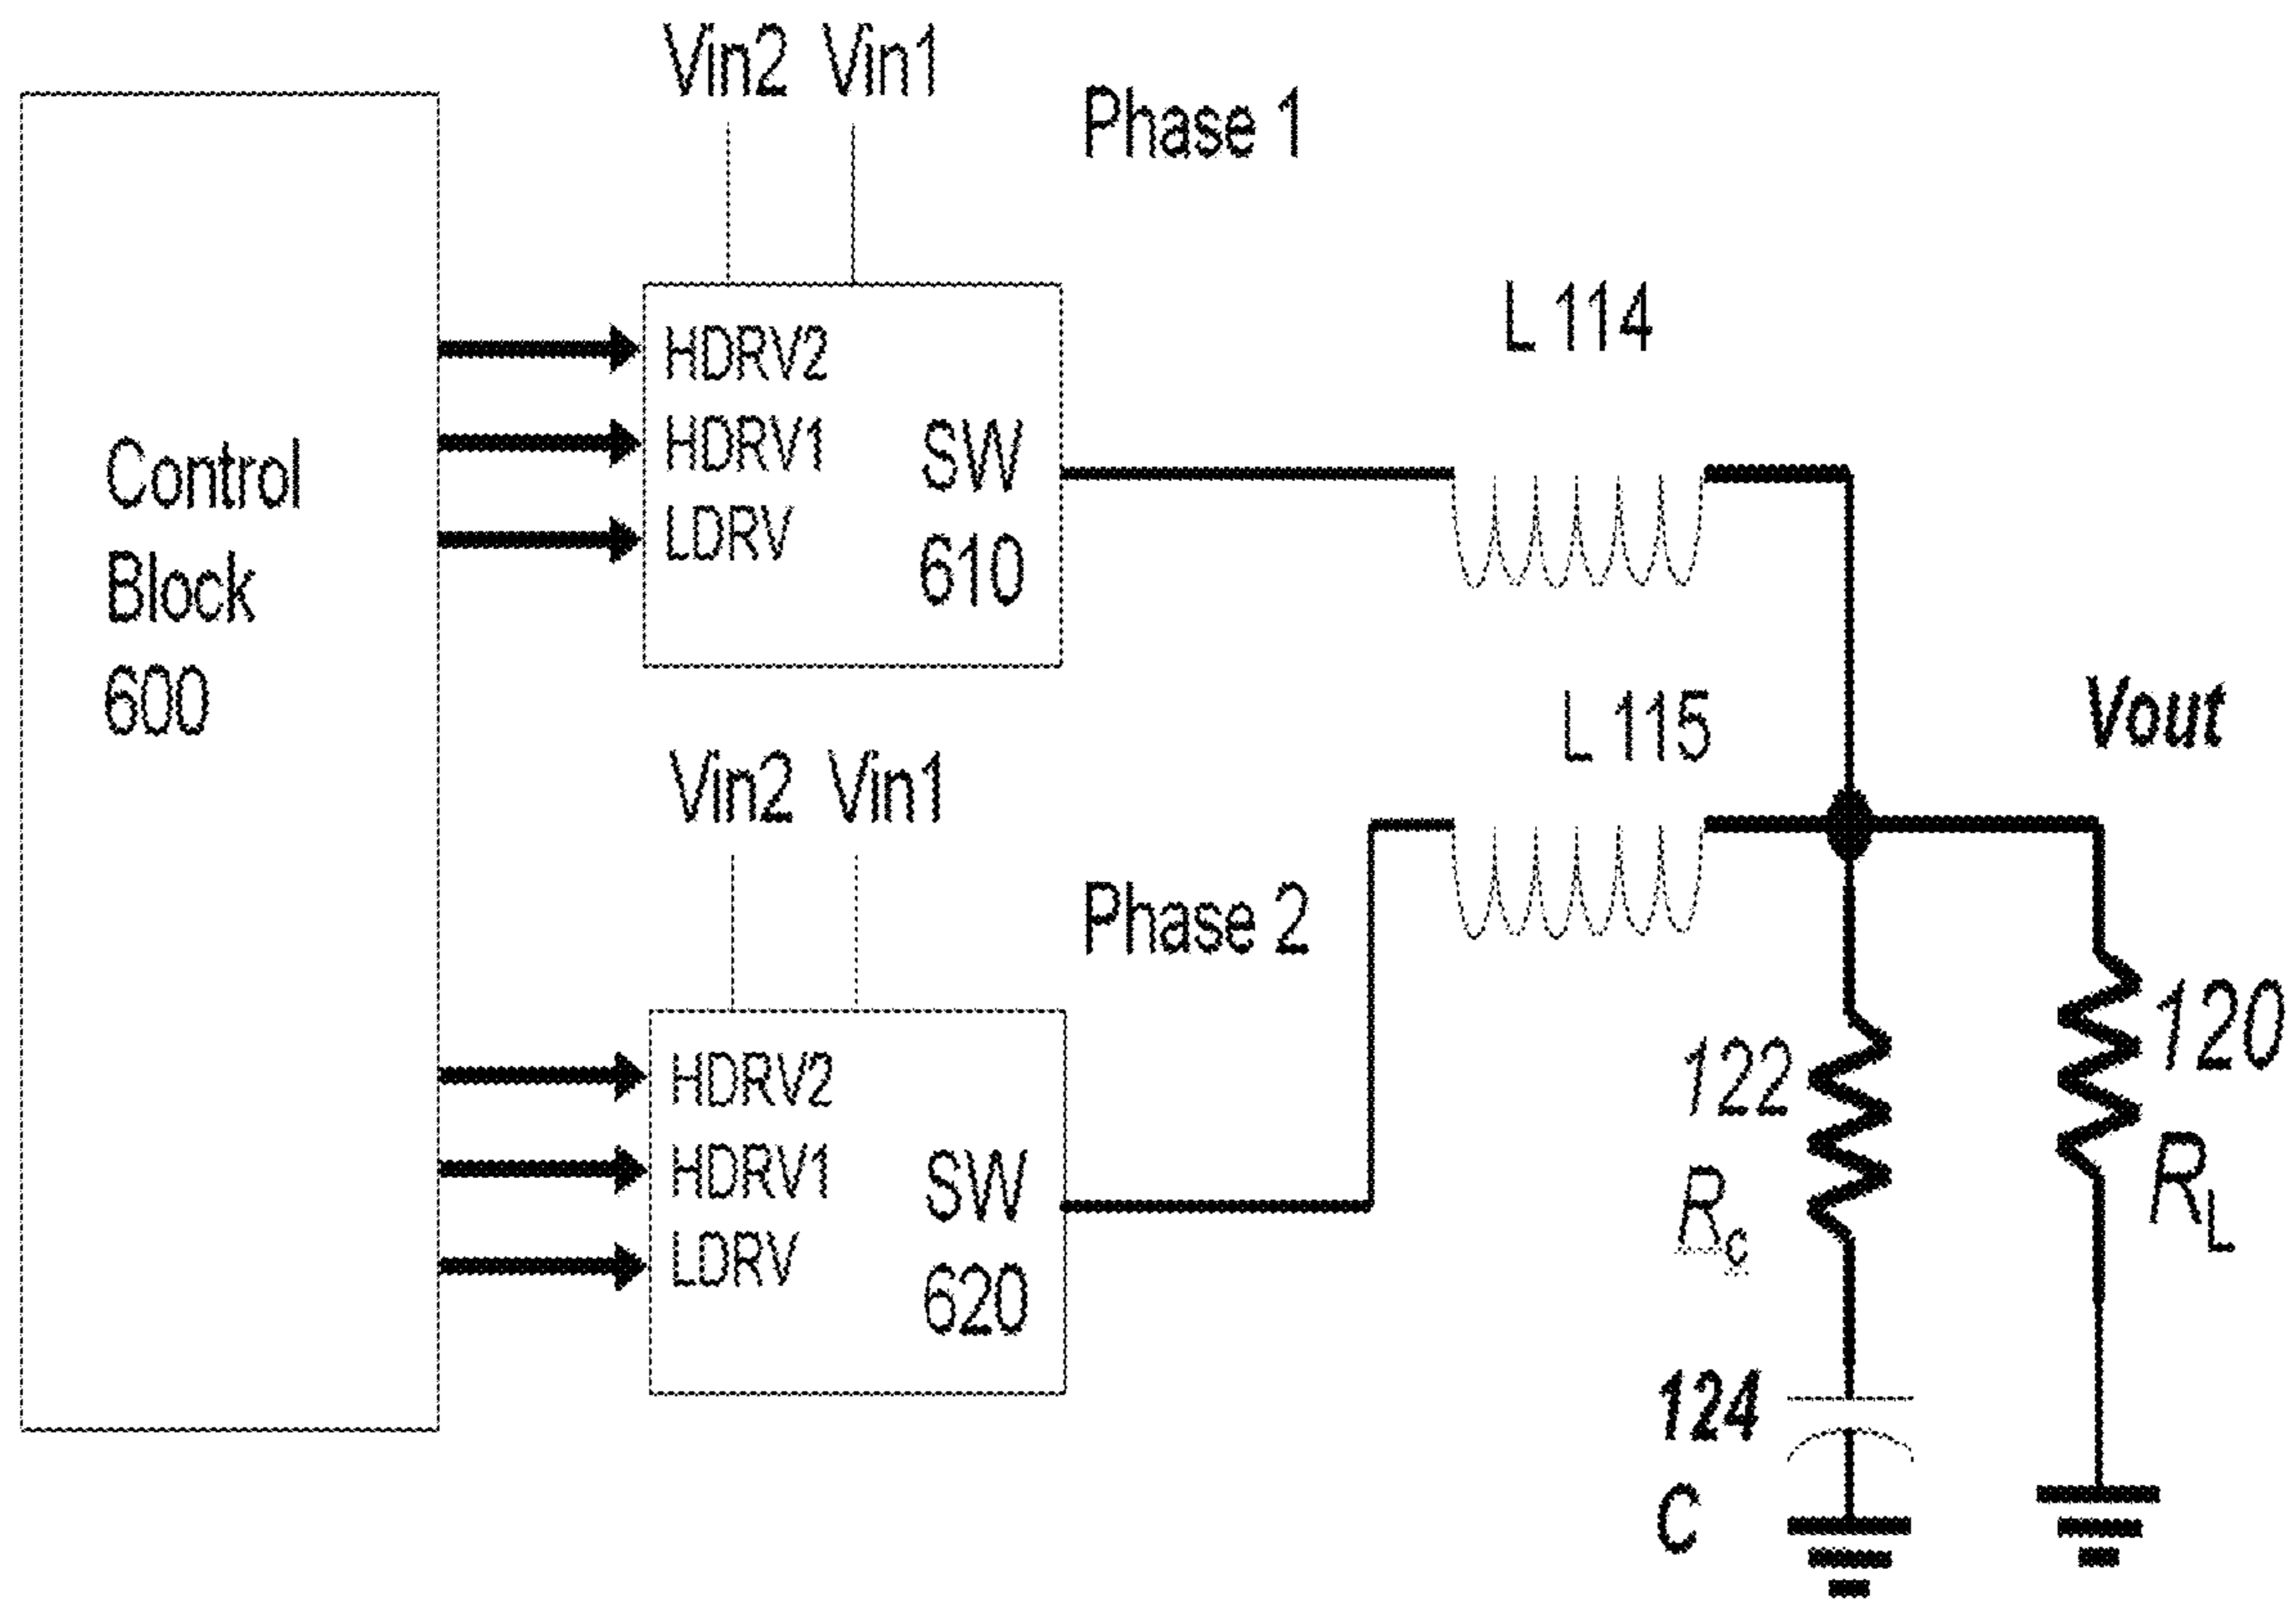 Vin2 Vin1
Phase 1
Control
Block
600
HDRV2
HDRV1
LDRV
SW
610
L 114
Vin2 Vin1
Phase 2
L 115
Vout
HDRV2
HDRV1
LDRV
SW
620
122
Rc
120
RL
124
C